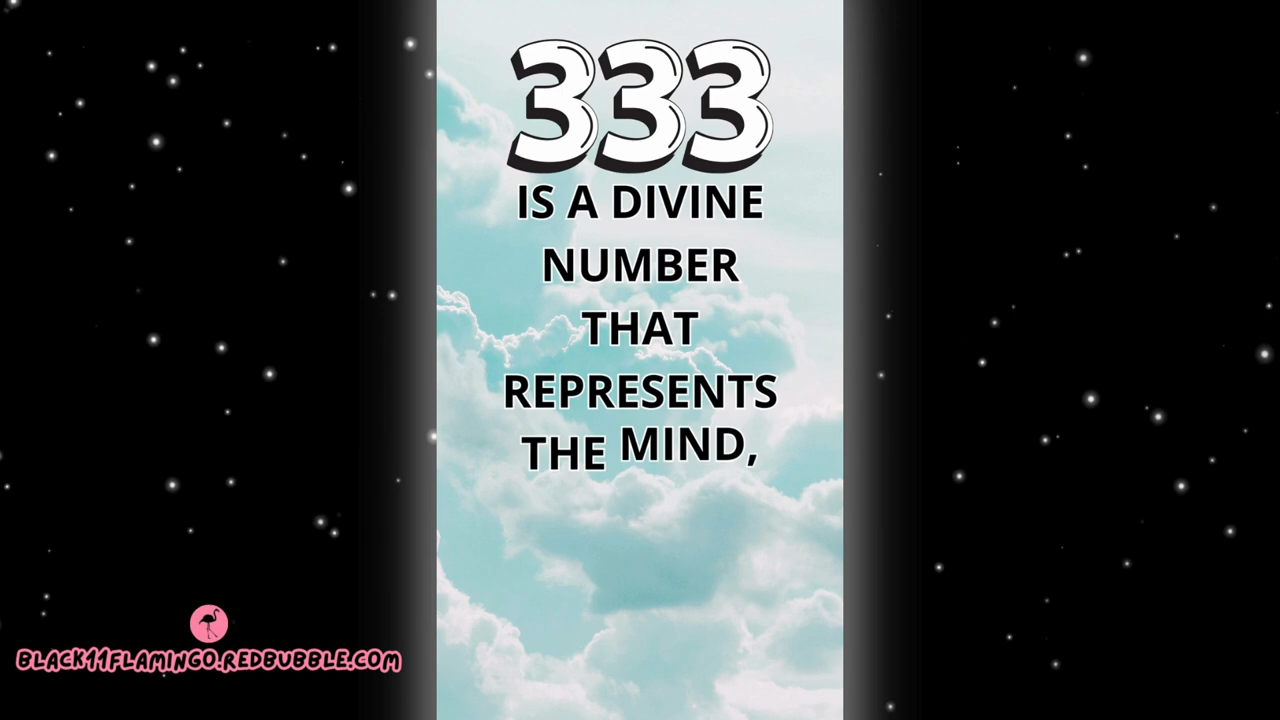 333
IS A DIVINE
NUMBER
THAT
REPRESENTS
THE MIND,
BLACK11FLAMINGO.REDBUBBLE.COM